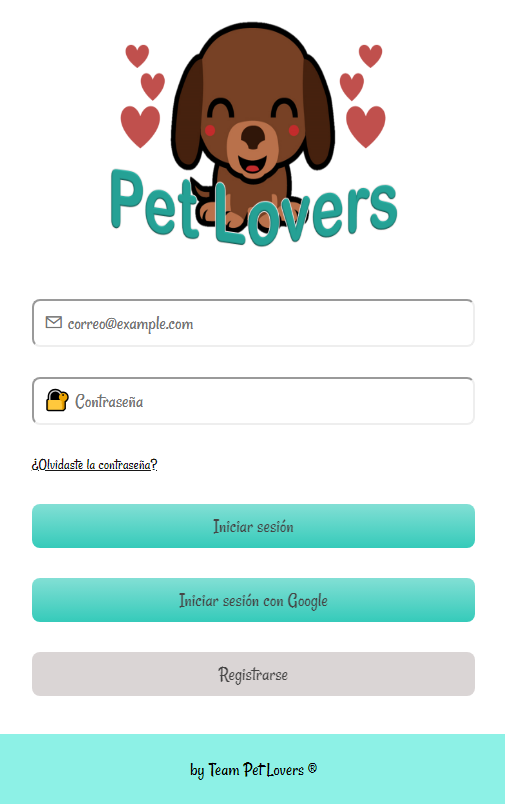 Pet Lovers
correo@example.com
Contraseña
¿Olvidaste la contraseña?
Iniciar sesión
Iniciar sesión con Google
Registrarse
by Team Pet Lovers ®